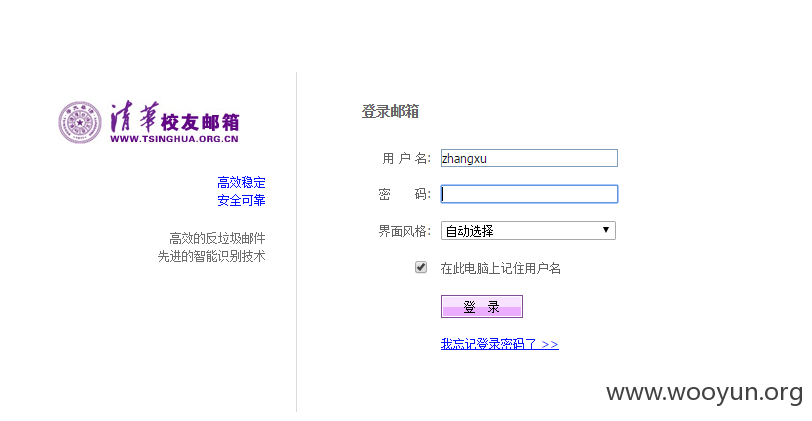 清华校友邮箱
WWW.TSINGHUA.ORG.CN
高效稳定
安全可靠
高效的反垃圾邮件
先进的智能识别技术
登录邮箱
用 户 名: zhangxu
密 码:
界面风格: 自动选择
在此电脑上记住用户名
登 录
我忘记登录密码了 >>
www.wooyun.org